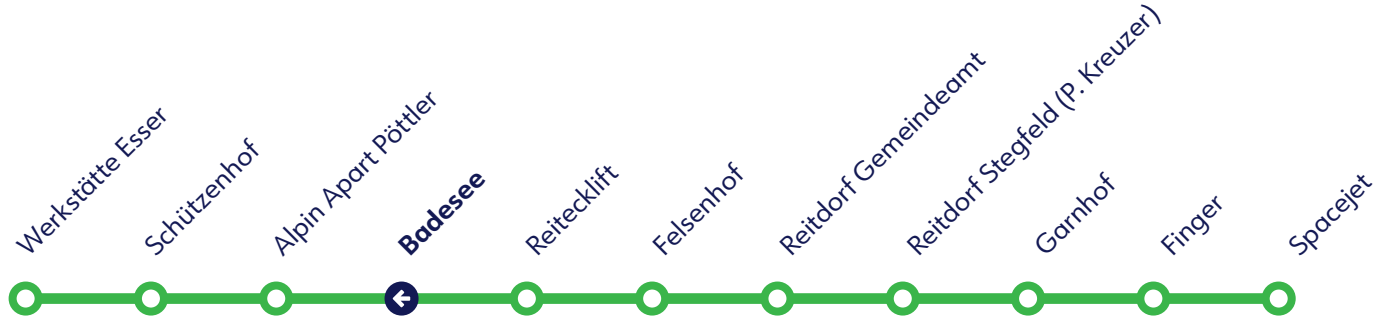 Werkstätte Esser
Schützenhof
Alpin Apart Pöttler
Badesee
Reitecklift
Felsenhof
Reitdorf Gemeindeamt
Reitdorf Stegfeld (P. Kreuzer)
Garnhof
Finger
Spacejet